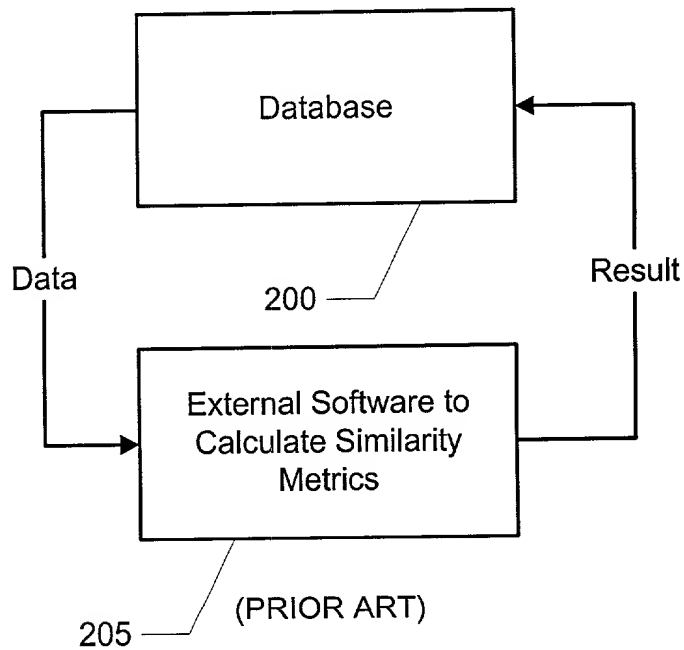 Database
Data
Result
200
External Software to
Calculate Similarity
Metrics
(PRIOR ART)
205